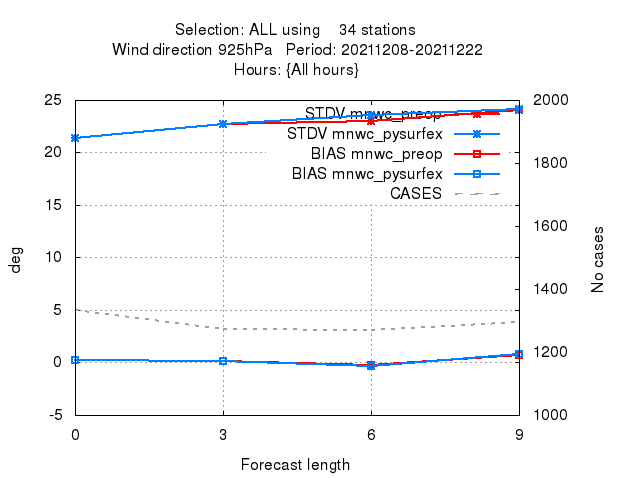 Selection: ALL using    34 stations
Wind direction 925hPa   Period: 20211208-20211222
Hours: {All hours}
25
20
15
10
5
0
-5
2000
1800
1600
1400
1200
1000
STDV mnwc_preop
STDV mnwc_pysurfex
BIAS mnwc_preop
BIAS mnwc_pysurfex
CASES
deg
No cases
0
3
6
9
Forecast length